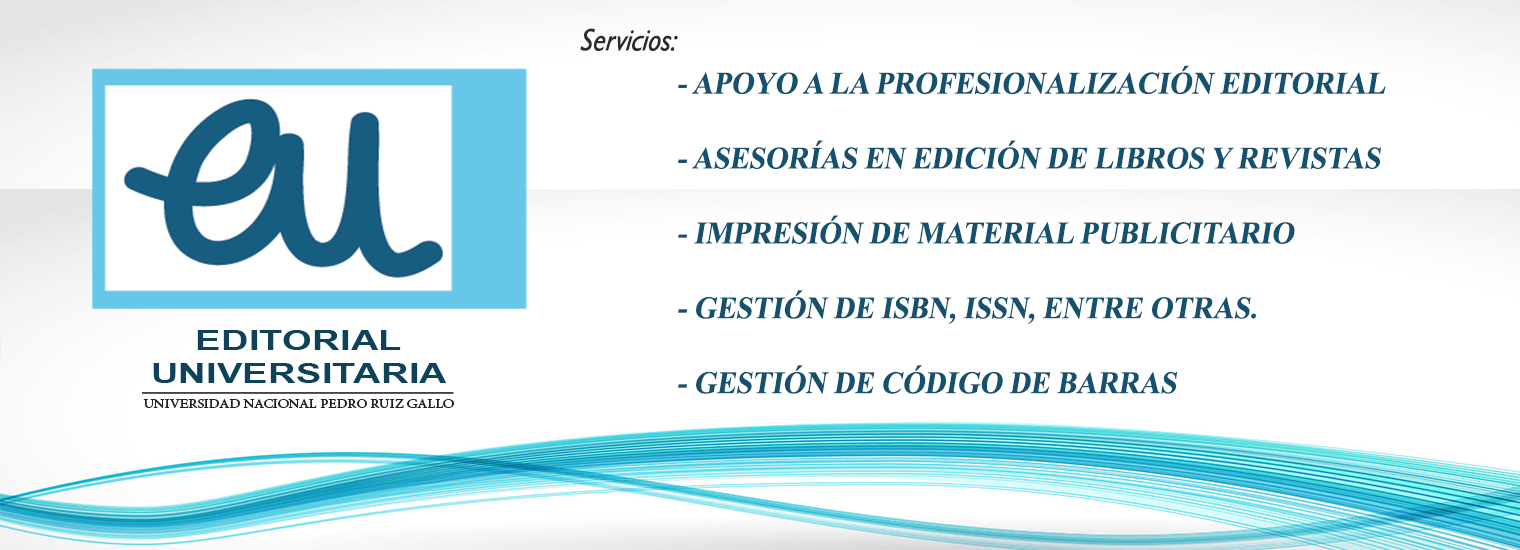 eu
EDITORIAL
UNIVERSITARIA
UNIVERSIDAD NACIONAL PEDRO RUIZ GALLO
Servicios:
- APOYO A LA PROFESIONALIZACIÓN EDITORIAL
- ASESORÍAS EN EDICIÓN DE LIBROS Y REVISTAS
- IMPRESIÓN DE MATERIAL PUBLICITARIO
- GESTIÓN DE ISBN, ISSN, ENTRE OTRAS.
- GESTIÓN DE CÓDIGO DE BARRAS